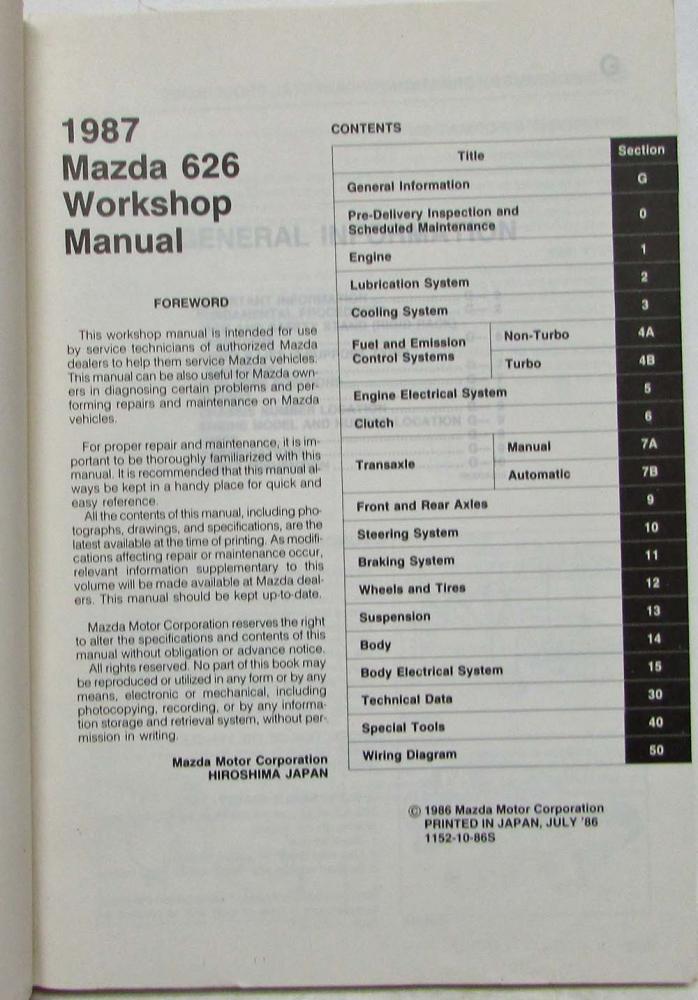 1987
Mazda 626
Workshop
Manual
FOREWORD
This workshop manual is intended for use
by service technicians of authorized Mazda
dealers to help them service Mazda vehicles.
This manual can be also useful for Mazda own-
ers in diagnosing certain problems and per-
forming repairs and maintenance on Mazda
vehicles.
For proper repair and maintenance, it is im-
portant to be thoroughly familiarized with this
manual. It is recommended that this manual al-
ways be kept in a handy place for quick and
easy reference.
All the contents of this manual, including pho-
tographs, drawings, and specifications, are the
latest available at the time of printing. As modifi-
cations affecting repair or maintenance occur,
relevant information supplementary to this
volume will be made available at Mazda deal-
ers. This manual should be kept up-to-date.
Mazda Motor Corporation reserves the right
to alter the specifications and contents of this
manual without obligation or advance notice.
All rights reserved. No part of this book may
be reproduced or utilized in any form or by any
means, electronic or mechanical, including
photocopying, recording, or by any informa-
tion storage and retrieval system, without per-
mission in writing.
Mazda Motor Corporation
HIROSHIMA JAPAN
CONTENTS
Title Section
General Information G
Pre-Delivery Inspection and
Scheduled Maintenance 0
Engine 1
Lubrication System 2
Cooling System 3
Fuel and Emission
Control Systems
Non-Turbo 4A
Turbo 4B
Engine Electrical System 5
Clutch 6
Transaxle
Manual 7A
Automatic 7B
Front and Rear Axles 9
Steering System 10
Braking System 11
Wheels and Tires 12
Suspension 13
Body 14
Body Electrical System 15
Technical Data 30
Special Tools 40
Wiring Diagram 50
© 1986 Mazda Motor Corporation
PRINTED IN JAPAN, JULY '86
1152-10-86S
GENERAL INFORMATION